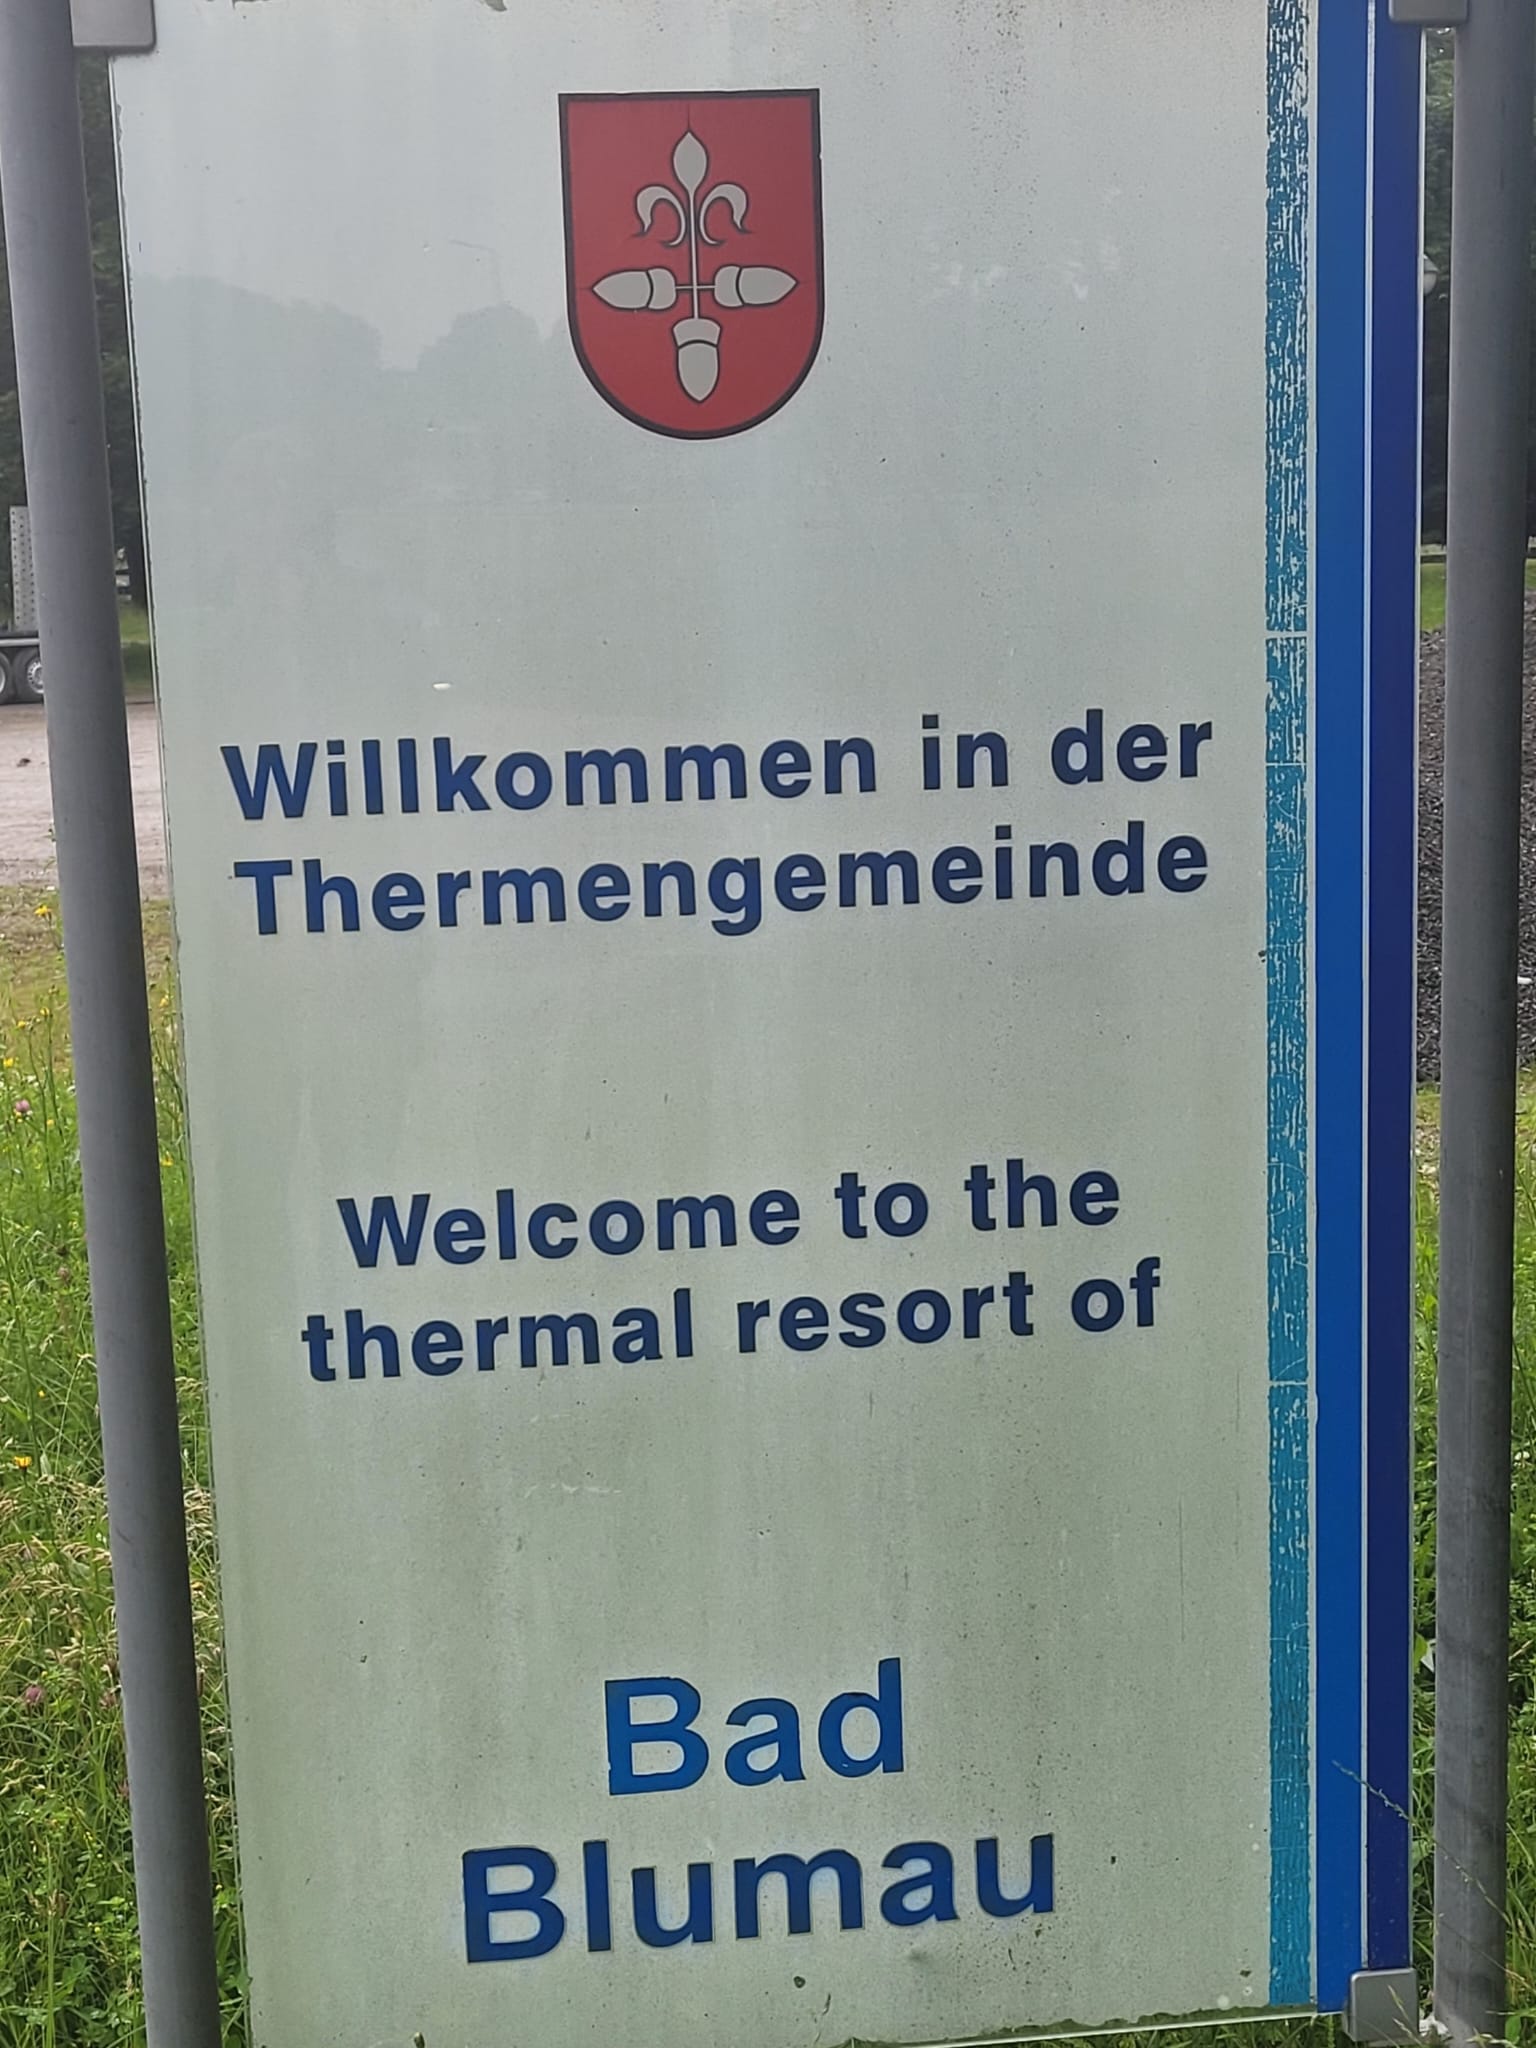 Willkommen in der
Thermengemeinde
Welcome to the
thermal resort of
Bad
Blumau